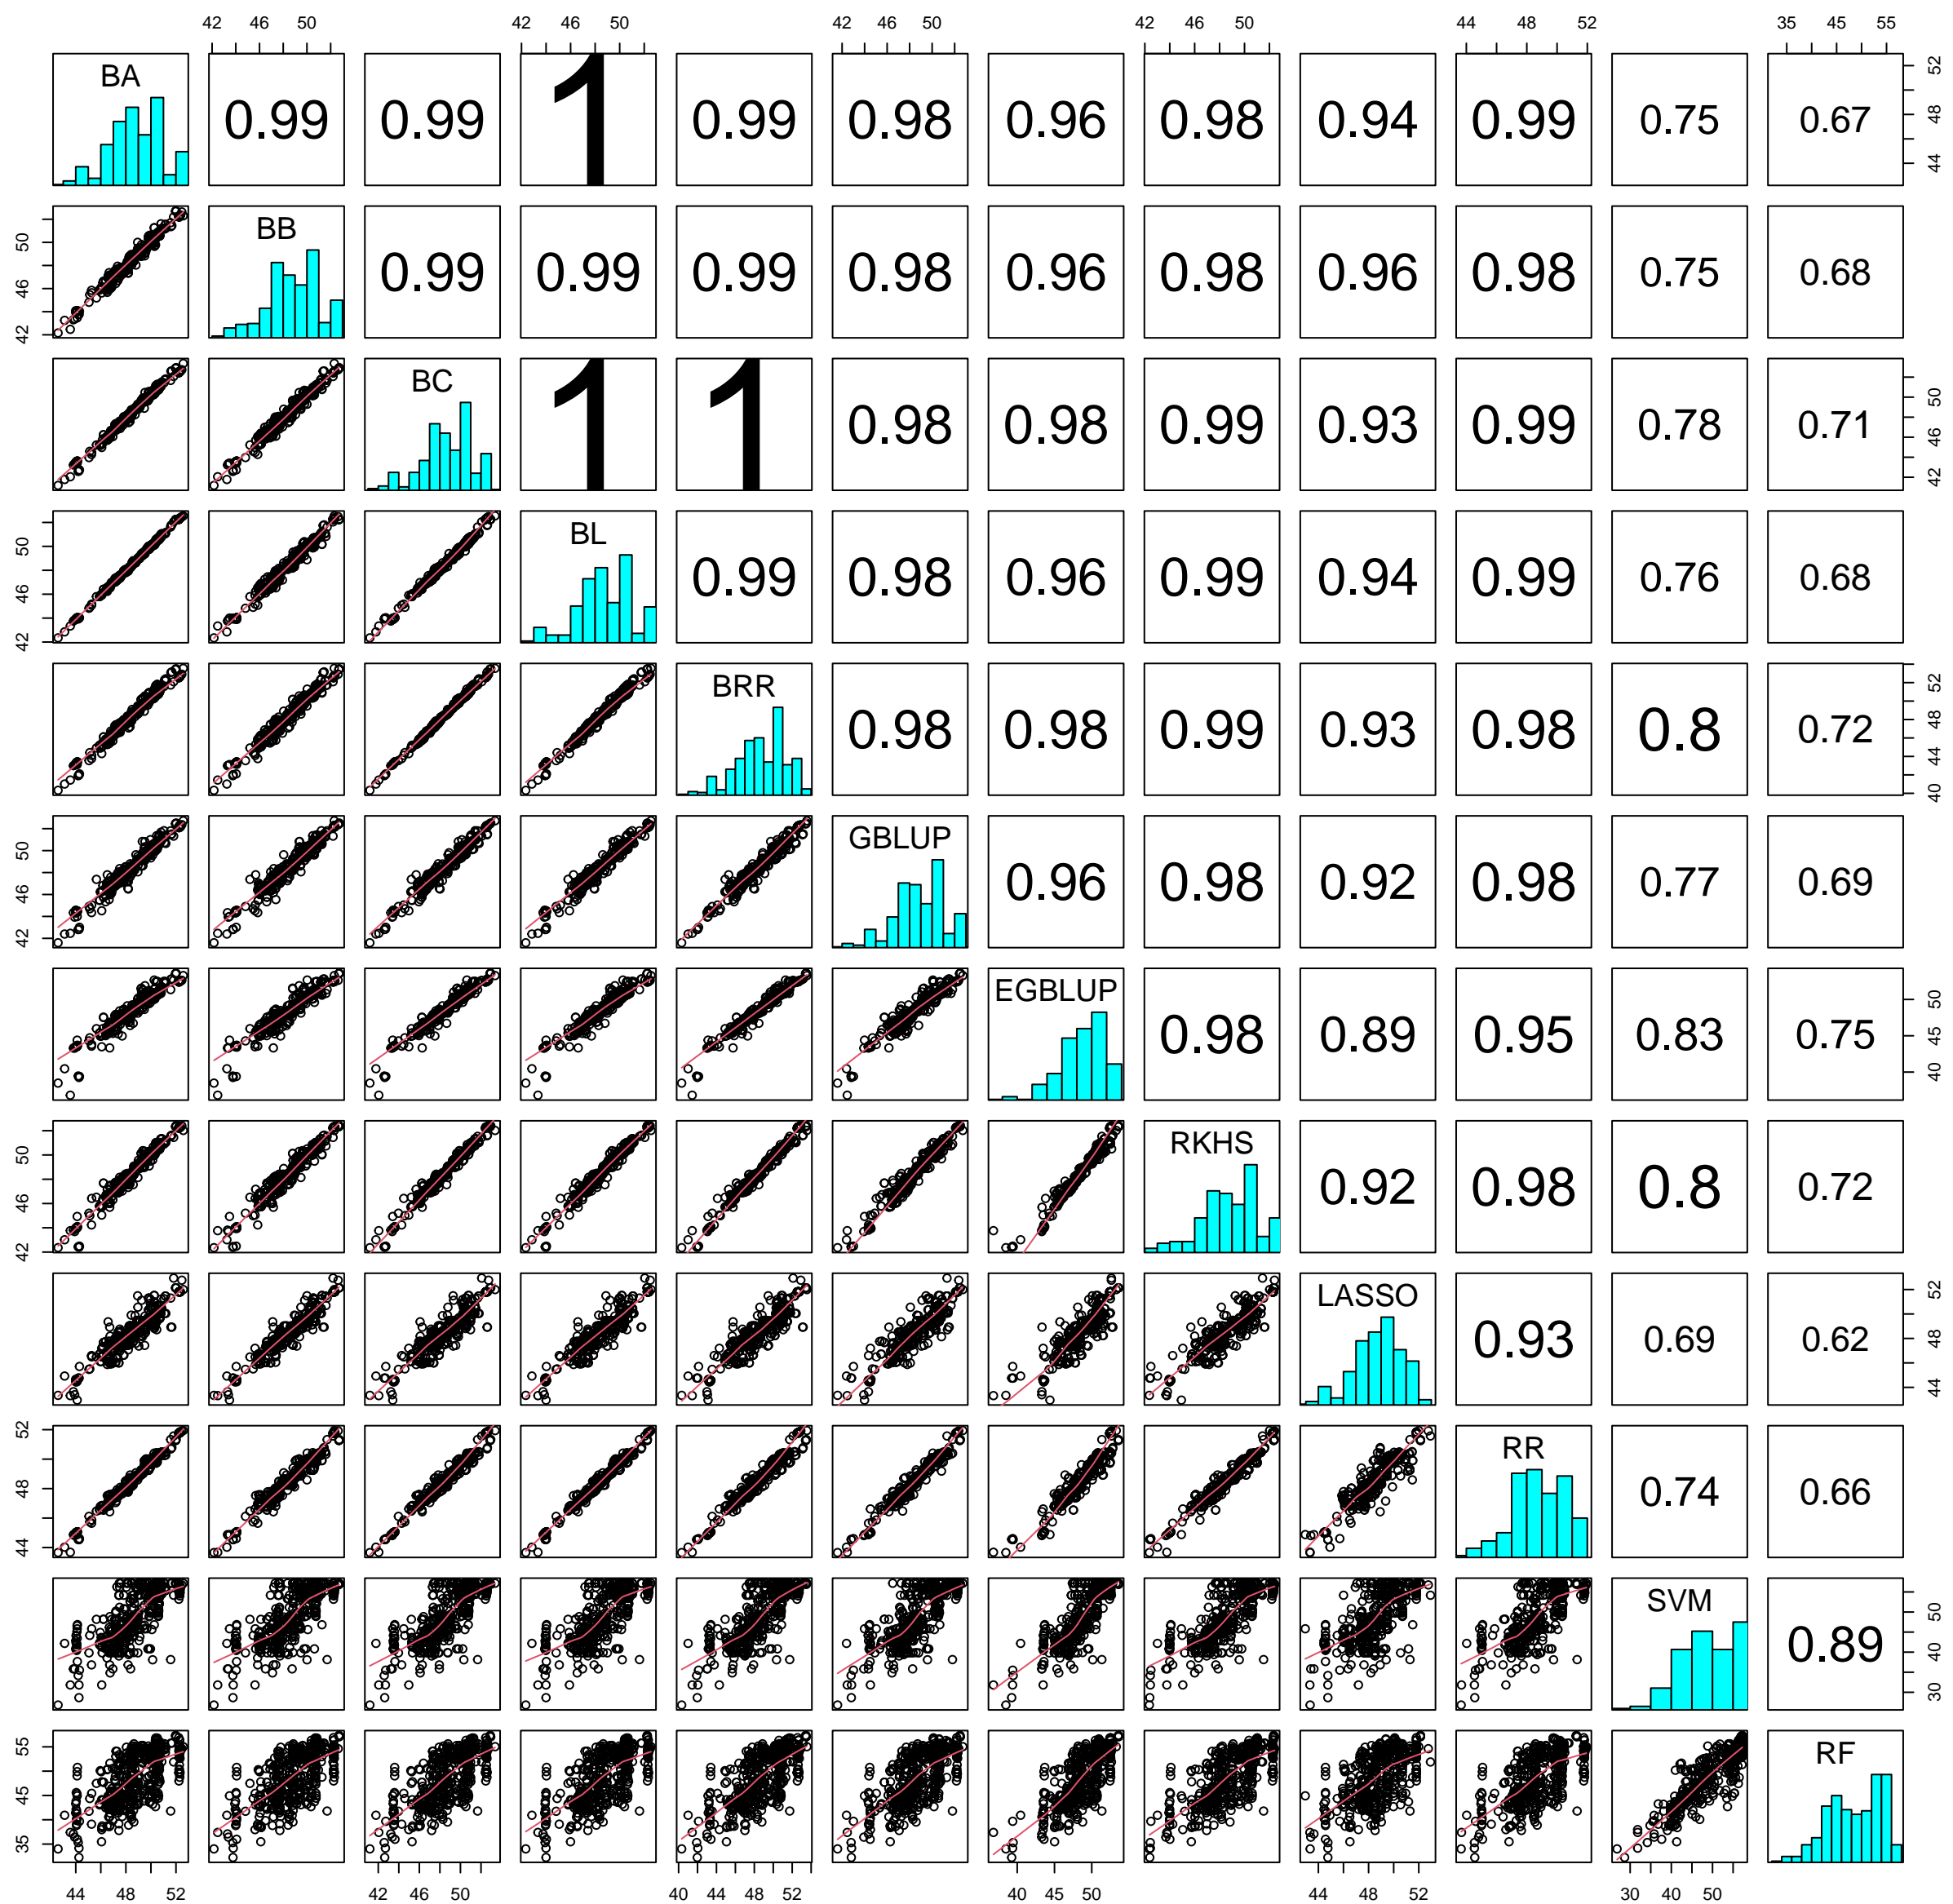 42 46 50 42 46 50 42 46 50 42 46 50 44 48 52 35 45 55
BA 0.99 0.99 1 0.99 0.98 0.96 0.98 0.94 0.99 0.75 0.67 44 48 52
42 46 50 BB 0.99 0.99 0.99 0.98 0.96 0.98 0.96 0.98 0.75 0.68
BC 1 1 0.98 0.98 0.99 0.93 0.99 0.78 0.71 42 46 50
42 46 50 BL 0.99 0.98 0.96 0.99 0.94 0.99 0.76 0.68
BRR 0.98 0.98 0.99 0.93 0.98 0.8 0.72 40 44 48 52
42 46 50 GBLUP 0.96 0.98 0.92 0.98 0.77 0.69
EGBLUP 0.98 0.89 0.95 0.83 0.75 40 45 50
42 46 50 RKHS 0.92 0.98 0.8 0.72
LASSO 0.93 0.69 0.62 44 48 52
44 48 52 RR 0.74 0.66
SVM 0.89 30 40 50
35 45 55 RF
44 48 52 42 46 50 40 44 48 52 40 45 50 44 48 52 30 40 50